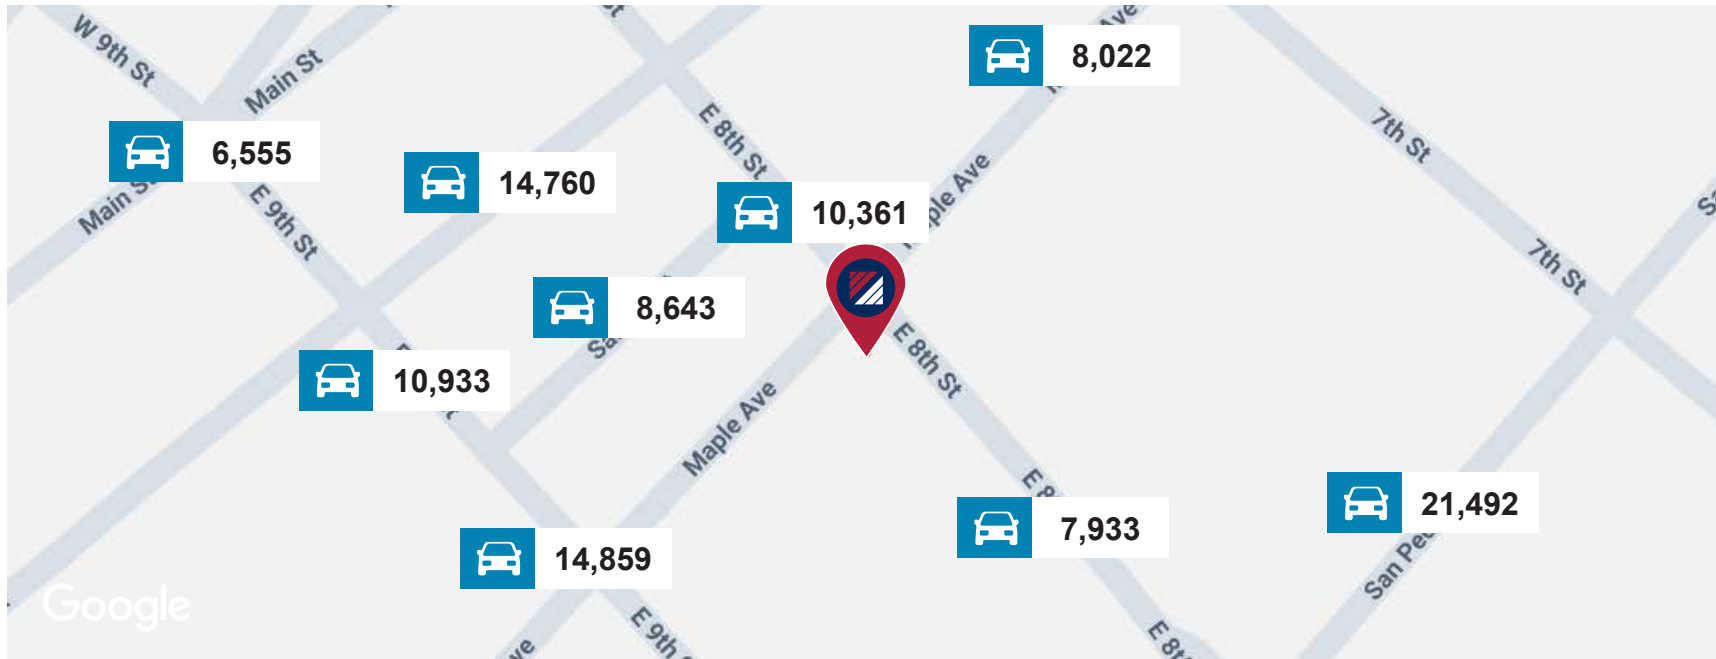 W 9th St
Main St
8,022
E 8th St
7th St
6,555
14,760
Maple Ave
Main
E 9th St
10,361
7th St
8,643
E 8th St
10,933
Maple Ave
21,492
7,933
14,859
San
Google
E 9th
E 8th